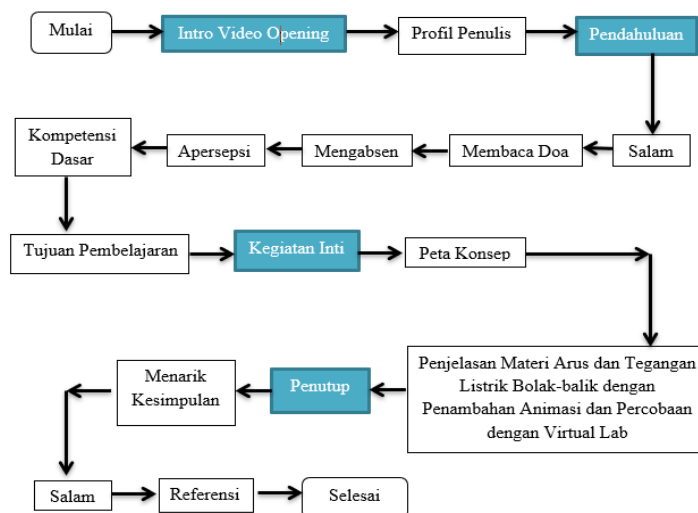 Mulai
Intro Video Opening
Profil Penulis
Pendahuluan
Salam
Membaca Doa
Mengabsen
Apersepsi
Kompetensi
Dasar
Tujuan Pembelajaran
Kegiatan Inti
Peta Konsep
Penjelasan Materi Arus dan Tegangan
Listrik Bolak-balik dengan
Penambahan Animasi dan Percobaan
dengan Virtual Lab
Penutup
Menarik
Kesimpulan
Salam
Referensi
Selesai